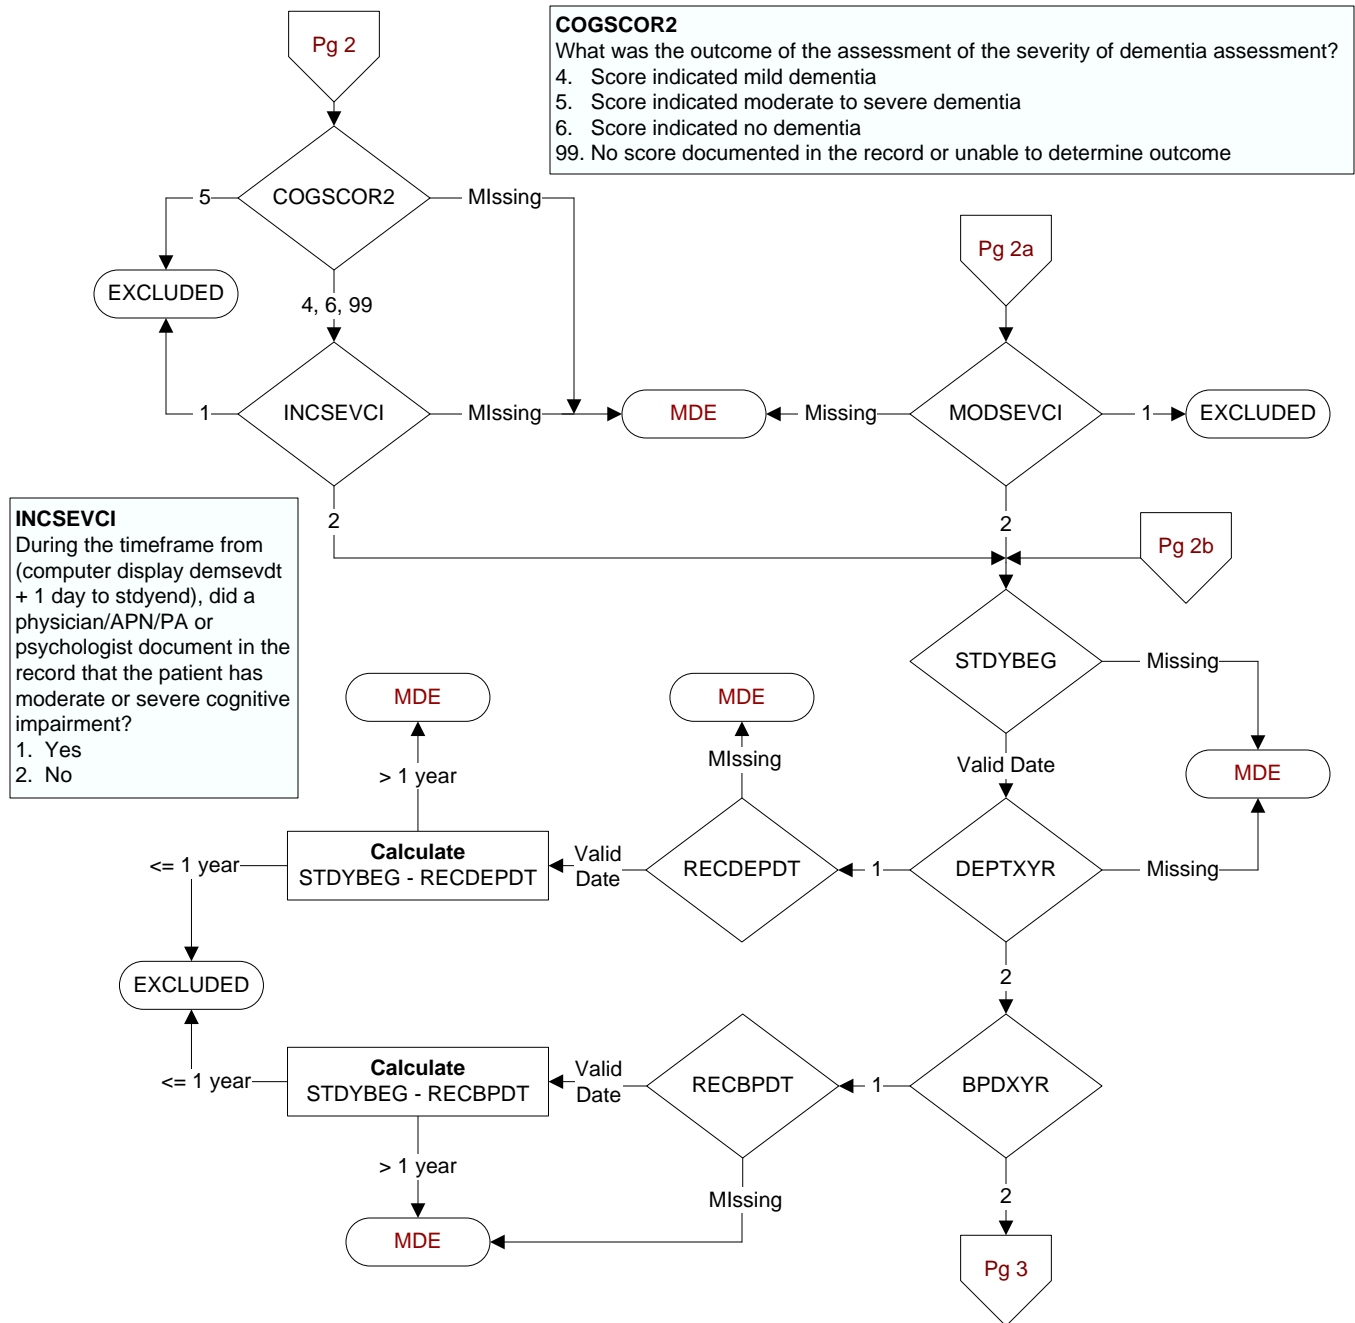 Pg 2
COGSCOR2
What was the outcome of the assessment of the severity of dementia assessment?
4. Score indicated mild dementia
5. Score indicated moderate to severe dementia
6. Score indicated no dementia
99. No score documented in the record or unable to determine outcome
5
COGSCOR2
MIssing
Pg 2a
EXCLUDED
4, 6, 99
1
INCSEVCI
MIssing
MDE
Missing
MODSEVCI
1
EXCLUDED
2
2
Pg 2b
INCSEVCI
During the timeframe from
(computer display demsevdt
+ 1 day to stdyend), did a
physician/APN/PA or
psychologist document in the
record that the patient has
moderate or severe cognitive
impairment?
1. Yes
2. No
STDYBEG
Missing
MDE
MDE
MIssing
Valid Date
MDE
> 1 year
<= 1 year
Calculate
STDYBEG - RECDEPDT
Valid
Date
RECDEPDT
1
DEPTXYR
Missing
EXCLUDED
2
<= 1 year
Calculate
STDYBEG - RECBPDT
Valid
Date
RECBPDT
1
BPDXYR
> 1 year
MIssing
2
MDE
Pg 3